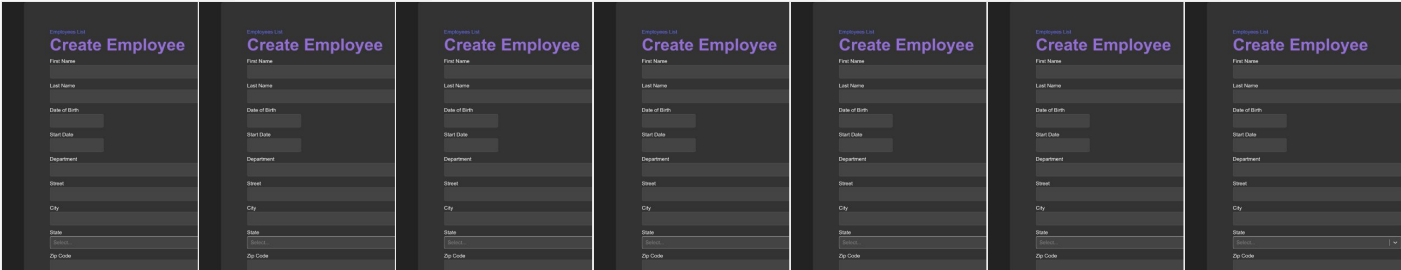 Employees List
Create Employee
First Name
Last Name
Date of Birth
Start Date
Department
Street
City
State
Select...
Zip Code
Employees List
Create Employee
First Name
Last Name
Date of Birth
Start Date
Department
Street
City
State
Select...
Zip Code
Employees List
Create Employee
First Name
Last Name
Date of Birth
Start Date
Department
Street
City
State
Select...
Zip Code
Employees List
Create Employee
First Name
Last Name
Date of Birth
Start Date
Department
Street
City
State
Select...
Zip Code
Employees List
Create Employee
First Name
Last Name
Date of Birth
Start Date
Department
Street
City
State
Select...
Zip Code
Employees List
Create Employee
First Name
Last Name
Date of Birth
Start Date
Department
Street
City
State
Select...
Zip Code
Employees List
Create Employee
First Name
Last Name
Date of Birth
Start Date
Department
Street
City
State
Select...
Zip Code